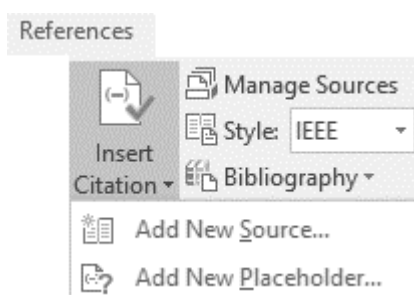 References
Insert
Citation
Manage Sources
Style: IEEE
Bibliography
Add New Source...
Add New Placeholder...